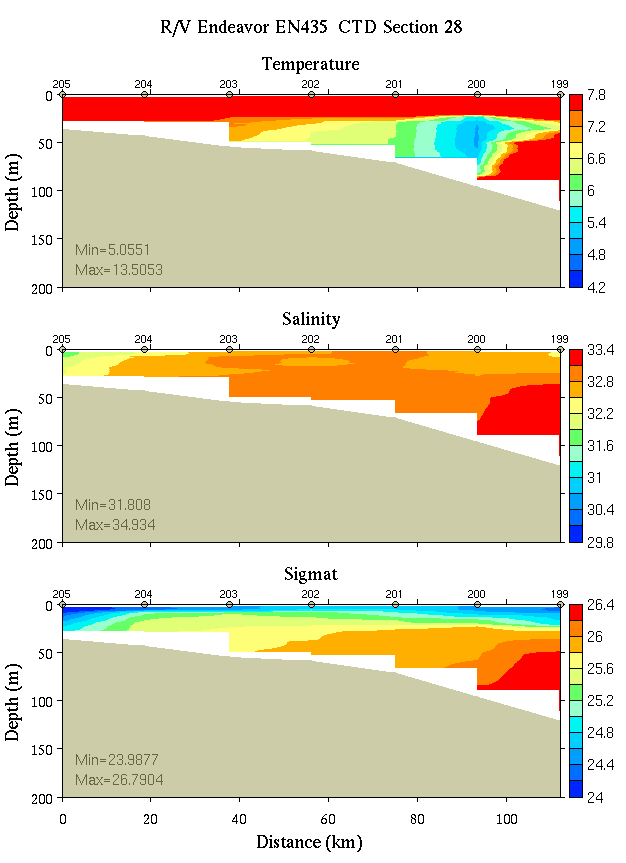 R/V Endeavor EN435 CTD Section 28
Temperature
205 204 203 202 201 200 199
0
50
100
150
200
Depth (m)
Min=5.0551
Max=13.5053
7.8
7.2
6.6
6
5.4
4.8
4.2
Salinity
205 204 203 202 201 200 199
0
50
100
150
200
Depth (m)
Min=31.808
Max=34.934
33.4
32.8
32.2
31.6
31
30.4
29.8
Sigmat
205 204 203 202 201 200 199
0
50
100
150
200
Depth (m)
Min=23.9877
Max=26.7904
26.4
26
25.6
25.2
24.8
24.4
24
0 20 40 60 80 100
Distance (km)